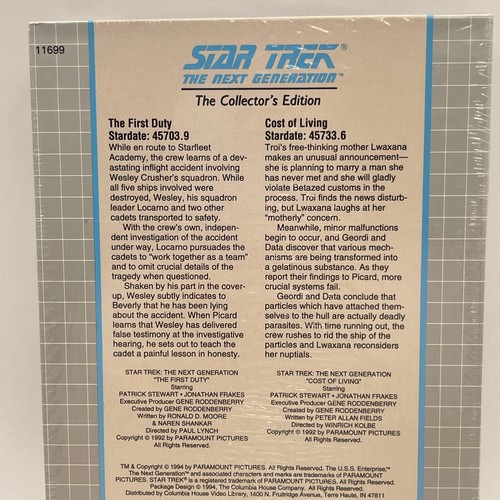 11699
STAR TREK®
THE NEXT GENERATION™
The Collector's Edition
The First Duty
Stardate: 45703.9
While en route to Starfleet
Academy, the crew learns of a dev-
astating inflight accident involving
Wesley Crusher's squadron. While
all five ships involved were
destroyed, Wesley, his squadron
leader Locarno and two other
cadets transported to safety.
With the crew's own, indepen-
dent investigation of the accident
under way, Locarno pursuades the
cadets to "work together as a team"
and to omit crucial details of the
tragedy when questioned.
Shaken by his part in the cover-
up, Wesley subtly indicates to
Beverly that he has been lying
about the accident. When Picard
learns that Wesley has delivered
false testimony at the investigative
hearing, he sets out to teach the
cadet a painful lesson in honesty.
Cost of Living
Stardate: 45733.6
Troi's free-thinking mother Lwaxana
makes an unusual announcement—
she is planning to marry a man she
has never met and she will gladly
violate Betazed customs in the
process. Troi finds the news disturb-
ing, but Lwaxana laughs at her
"motherly" concern.
Meanwhile, minor malfunctions
begin to occur, and Geordi and
Data discover that various mech-
anisms are being transformed into
a gelatinous substance. As they
report their findings to Picard, more
crucial systems fail.
Geordi and Data conclude that
particles which have attached them-
selves to the hull are actually deadly
parasites. With time running out, the
crew rushes to rid the ship of the
particles and Lwaxana reconsiders
her nuptials.
STAR TREK: THE NEXT GENERATION
"THE FIRST DUTY"
Starring
PATRICK STEWART • JONATHAN FRAKES
Executive Producer GENE RODDENBERRY
Created by GENE RODDENBERRY
Written by RONALD D. MOORE
& NAREN SHANKAR
Directed by PAUL LYNCH
Copyright © 1992 by PARAMOUNT PICTURES
All Rights Reserved.
STAR TREK: THE NEXT GENERATION
"COST OF LIVING"
Starring
PATRICK STEWART • JONATHAN FRAKES
Executive Producer GENE RODDENBERRY
Created by GENE RODDENBERRY
Written by PETER ALLAN FIELDS
Directed by WINRICH KOLBE
Copyright © 1992 by PARAMOUNT PICTURES
All Rights Reserved.
TM & Copyright © 1994 by PARAMOUNT PICTURES. All Rights Reserved. The U.S.S. Enterprise,™
The Next Generation™ and associated characters and marks are trademarks of PARAMOUNT
PICTURES. STAR TREK® is a registered trademark of PARAMOUNT PICTURES. All Rights Reserved.
Package Design © 1994, The Columbia House Company. All Rights Reserved.
Distributed by Columbia House Video Library, 1400 N. Fruitridge Avenue, Terre Haute, IN 47811